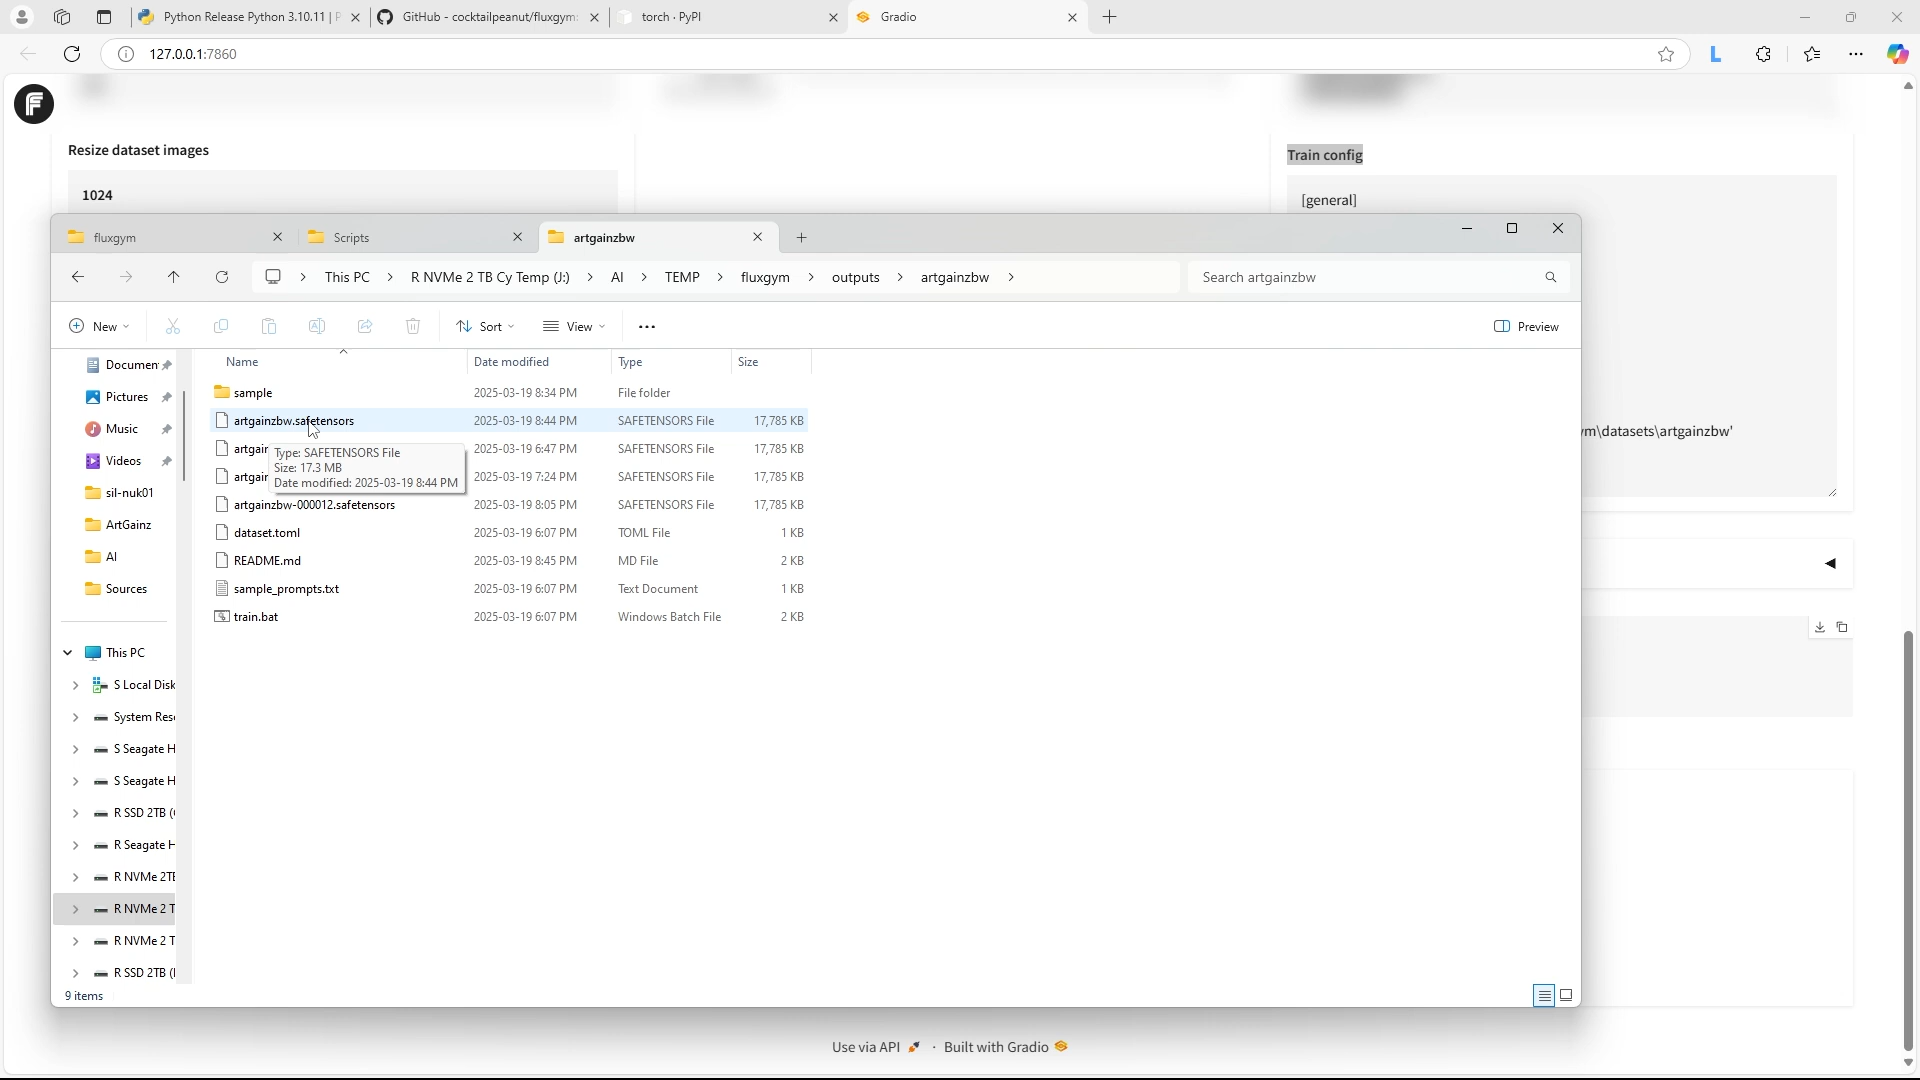 Python Release Python 3.10.11 | P
GitHub - cocktailpeanut/fluxgym:
torch · PyPI
Gradio
127.0.0.1:7860
Resize dataset images
1024
Train config
[general]
fluxgym
Scripts
artgainzbw
This PC > R NVMe 2 TB Cy Temp (J:) > AI > TEMP > fluxgym > outputs > artgainzbw >
Search artgainzbw
New
Sort
View
Preview
Name
Date modified
Type
Size
sample 2025-03-19 8:34 PM File folder
artgainzbw.safetensors 2025-03-19 8:44 PM SAFETENSORS File 17,785 KB
artgain 2025-03-19 6:47 PM SAFETENSORS File 17,785 KB
artgain 2025-03-19 7:24 PM SAFETENSORS File 17,785 KB
artgainzbw-000012.safetensors 2025-03-19 8:05 PM SAFETENSORS File 17,785 KB
dataset.toml 2025-03-19 6:07 PM TOML File 1 KB
README.md 2025-03-19 8:45 PM MD File 2 KB
sample_prompts.txt 2025-03-19 6:07 PM Text Document 1 KB
train.bat 2025-03-19 6:07 PM Windows Batch File 2 KB
Type: SAFETENSORS File
Size: 17.3 MB
Date modified: 2025-03-19 8:44 PM
ym\datasets\artgainzbw'
Documen
Pictures
Music
Videos
sil-nuk01
ArtGainz
AI
Sources
This PC
S Local Disk
System Rese
S Seagate H
S Seagate H
R SSD 2TB (
R Seagate H
R NVMe 2TE
R NVMe 2 T
R NVMe 2 T
R SSD 2TB (
9 items
Use via API · Built with Gradio